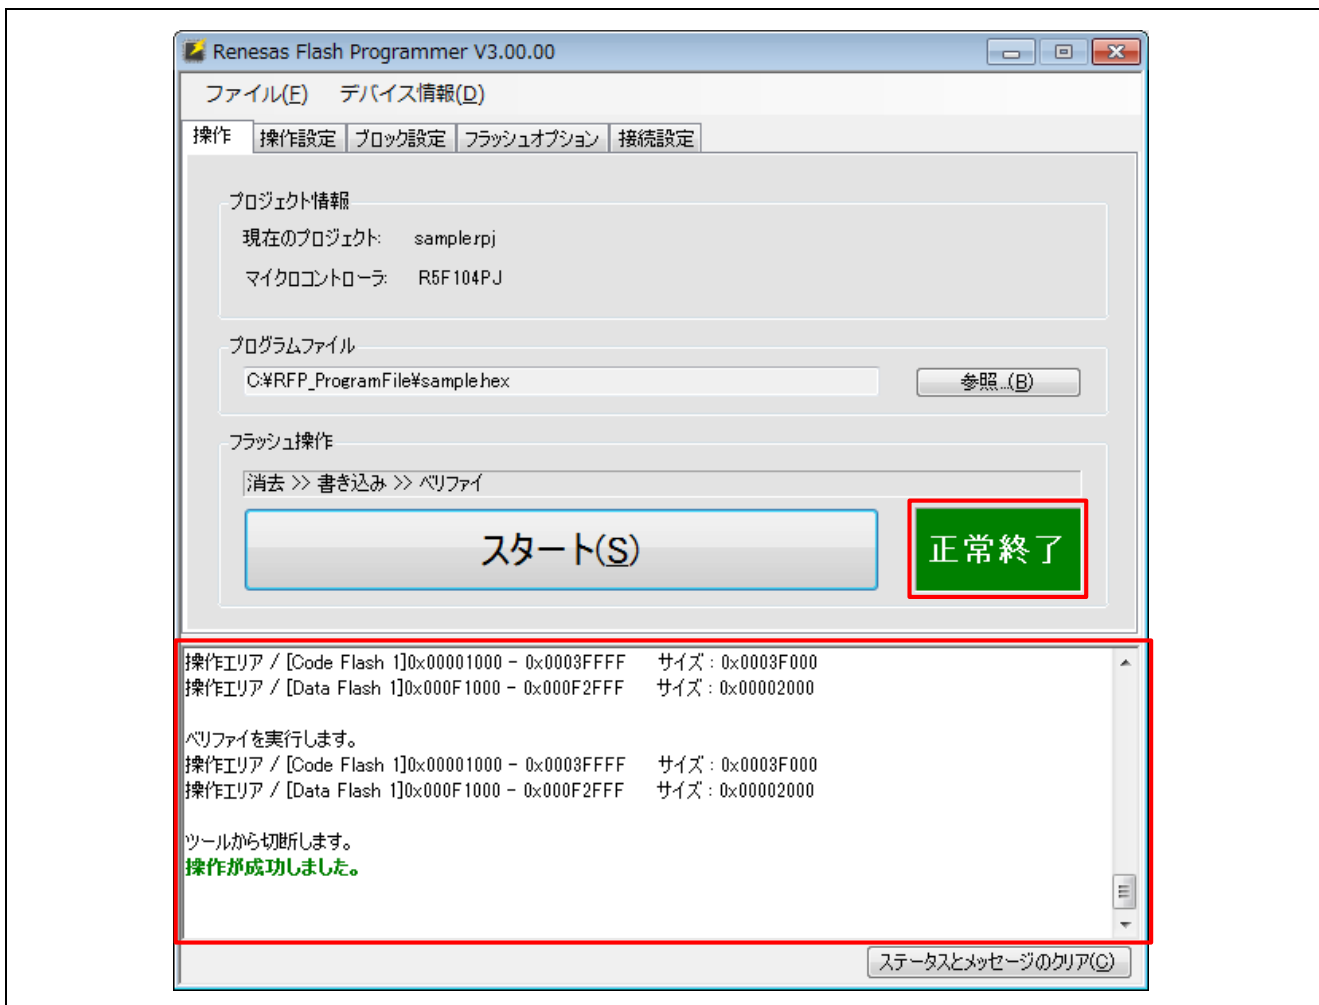 Renesas Flash Programmer V3.00.00
ファイル(F) デバイス情報(D)
操作 操作設定 ブロック設定 フラッシュオプション 接続設定
プロジェクト情報
現在のプロジェクト: sample.rpj
マイクロコントローラ: R5F104PJ
プログラムファイル
C:¥RFP_ProgramFile¥sample.hex 参照...(B)
フラッシュ操作
消去 >> 書き込み >> ベリファイ
スタート(S) 正常終了
操作エリア / [Code Flash 1]0x00001000 - 0x0003FFFF サイズ : 0x0003F000
操作エリア / [Data Flash 1]0x000F1000 - 0x000F2FFF サイズ : 0x00002000
ベリファイを実行します。
操作エリア / [Code Flash 1]0x00001000 - 0x0003FFFF サイズ : 0x0003F000
操作エリア / [Data Flash 1]0x000F1000 - 0x000F2FFF サイズ : 0x00002000
ツールから切断します。
操作が成功しました。
ステータスとメッセージのクリア(C)